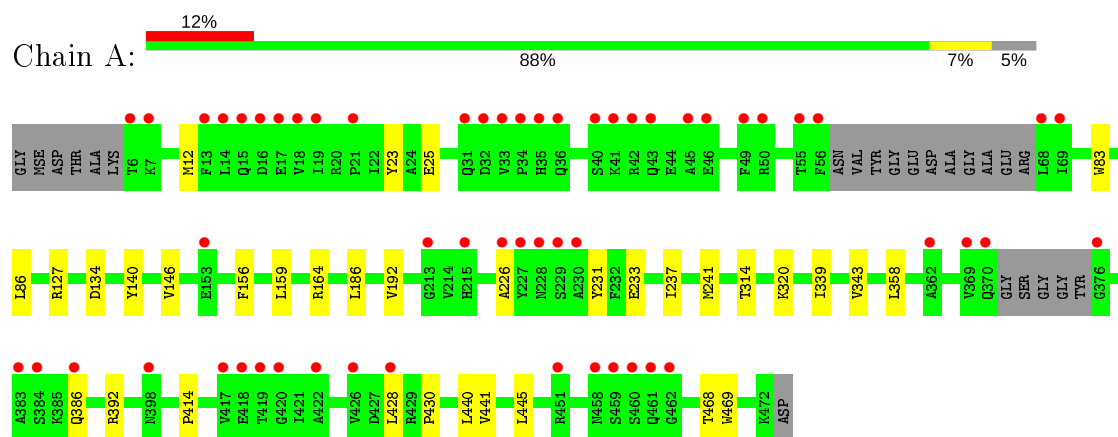 12%
Chain A:
88% 7% 5%
GLY MSE ASP THR ALA LYS T6 K7 M12 F13 L14 Q15 D16 E17 V18 I19 R20 P21 I22 Y23 A24 E25 Q31 D32 V33 P34 H35 Q36 S40 K41 R42 Q43 E44 A45 E46 F49 R50 T55 F56 ASN VAL TYR GLY GLU ASP ALA GLY ALA GLU ARG L68 I69 W83
L86 R127 D134 Y140 V146 E153 F156 L159 R164 L186 V192 G213 V214 H215 A226 Y227 N228 S229 A230 Y231 F232 E233 I237 M241 T314 K320 I339 V343 L358 A362 V369 Q370 GLY SER GLY GLY TYR G376
A383 S384 K385 Q386 R392 N398 P414 V417 E418 T419 G420 I421 A422 V426 D427 L428 R429 P430 L440 V441 L445 R451 N458 S459 S460 Q461 G462 T468 W469 K472 ASP